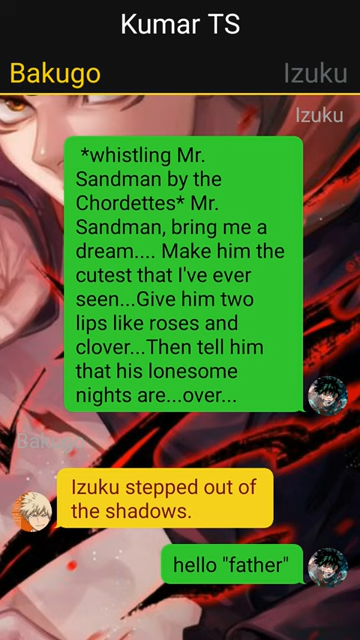 Kumar TS
Bakugo
Izuku
Izuku
*whistling Mr.
Sandman by the
Chordettes* Mr.
Sandman, bring me a
dream.... Make him the
cutest that I've ever
seen...Give him two
lips like roses and
clover...Then tell him
that his lonesome
nights are...over...
Bakugo
Izuku stepped out of
the shadows.
hello "father"